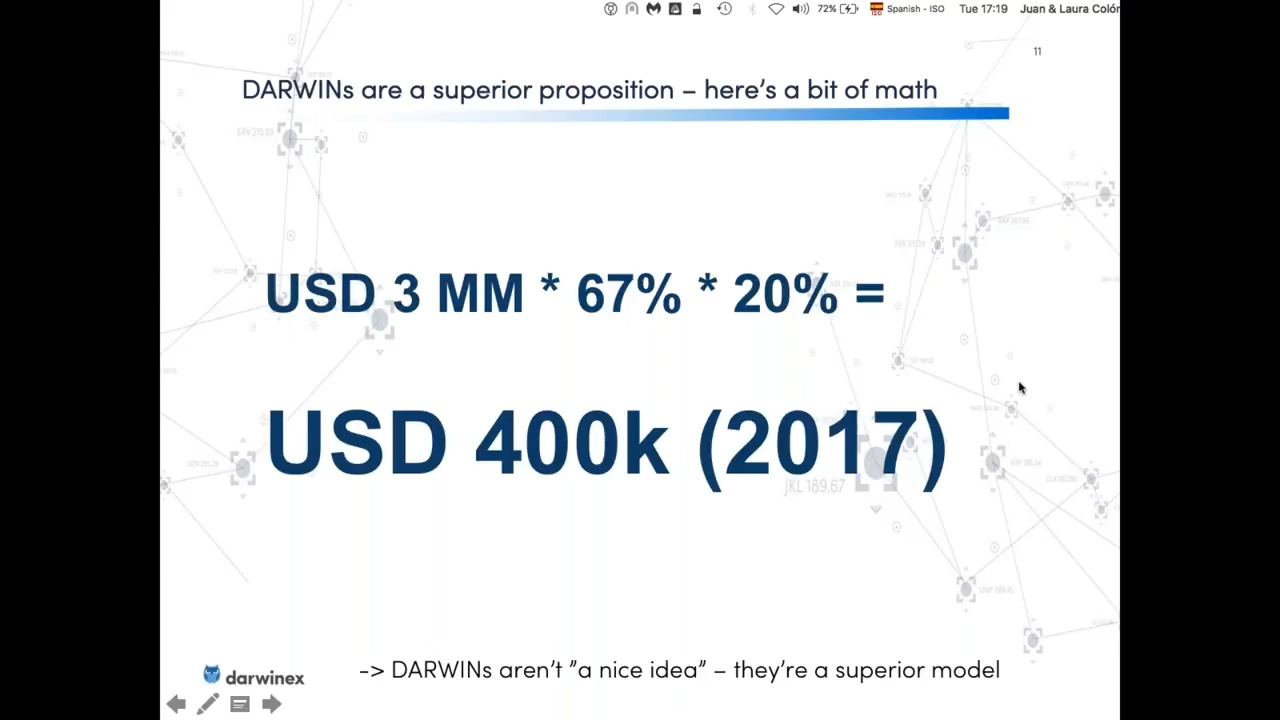 72% Spanish - ISO Tue 17:19 Juan & Laura Colón
11
DARWINs are a superior proposition – here's a bit of math
USD 3 MM * 67% * 20% =
USD 400k (2017)
JKL 189.67
-> DARWINs aren't "a nice idea" – they're a superior model
darwinex